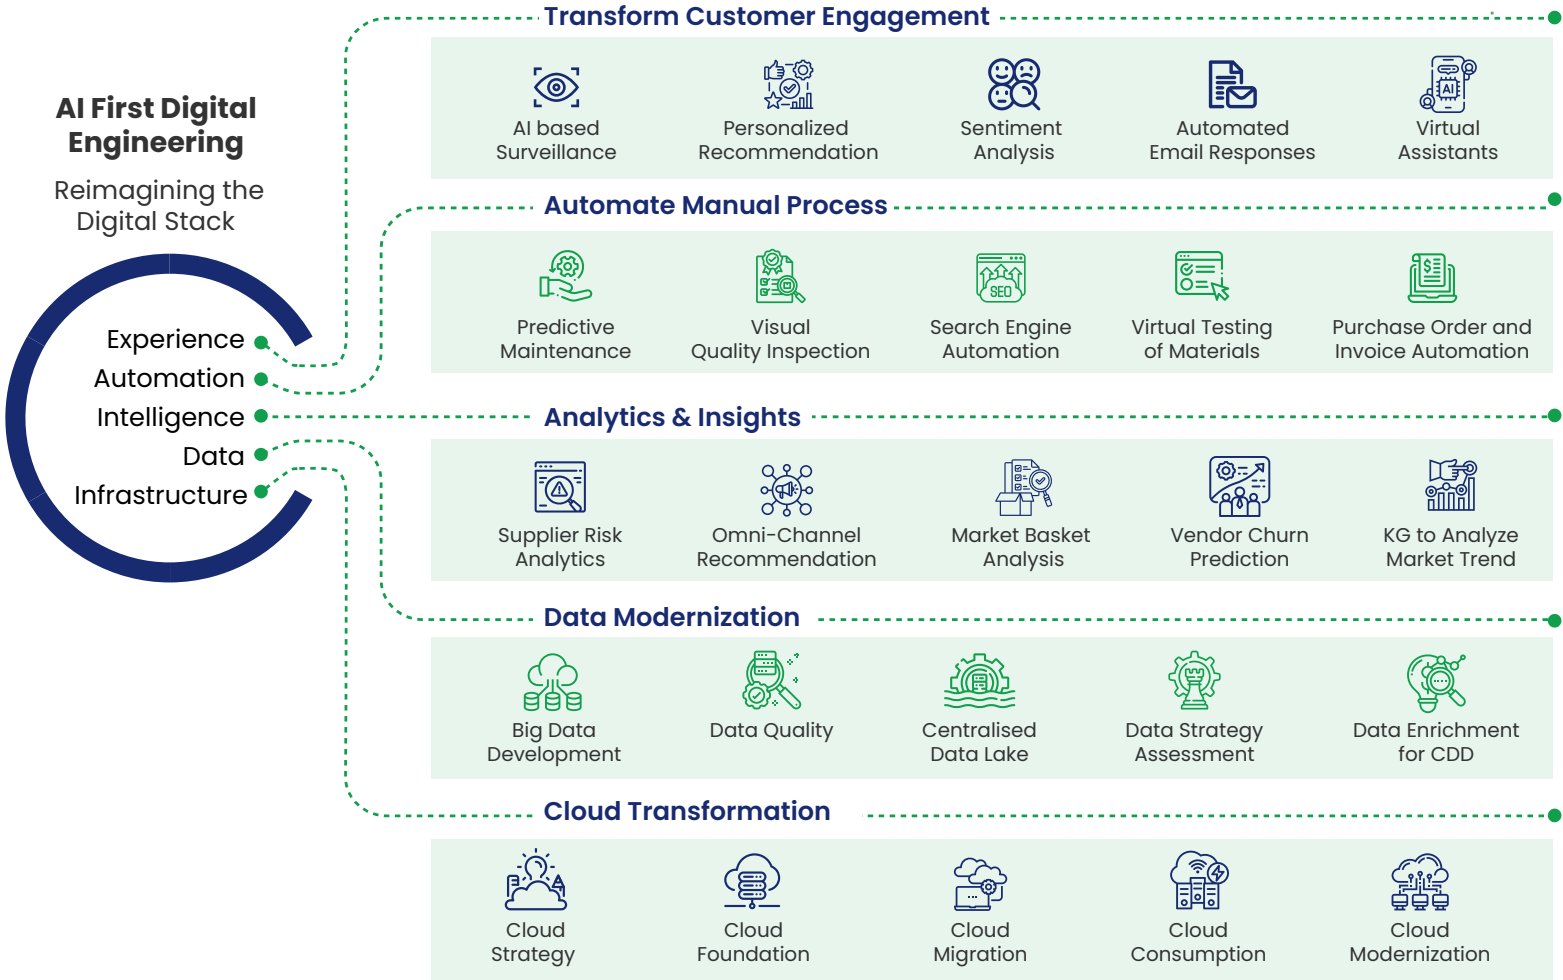 AI First Digital
Engineering
Reimagining the
Digital Stack
Experience
Automation
Intelligence
Data
Infrastructure
Transform Customer Engagement
AI based
Surveillance
Personalized
Recommendation
Sentiment
Analysis
Automated
Email Responses
AI
Virtual
Assistants
Automate Manual Process
Predictive
Maintenance
Visual
Quality Inspection
SEO
Search Engine
Automation
Virtual Testing
of Materials
$
Purchase Order and
Invoice Automation
Analytics & Insights
Supplier Risk
Analytics
Omni-Channel
Recommendation
Market Basket
Analysis
Vendor Churn
Prediction
KG to Analyze
Market Trend
Data Modernization
Big Data
Development
Data Quality
Centralised
Data Lake
Data Strategy
Assessment
Data Enrichment
for CDD
Cloud Transformation
Cloud
Strategy
Cloud
Foundation
Cloud
Migration
Cloud
Consumption
Cloud
Modernization